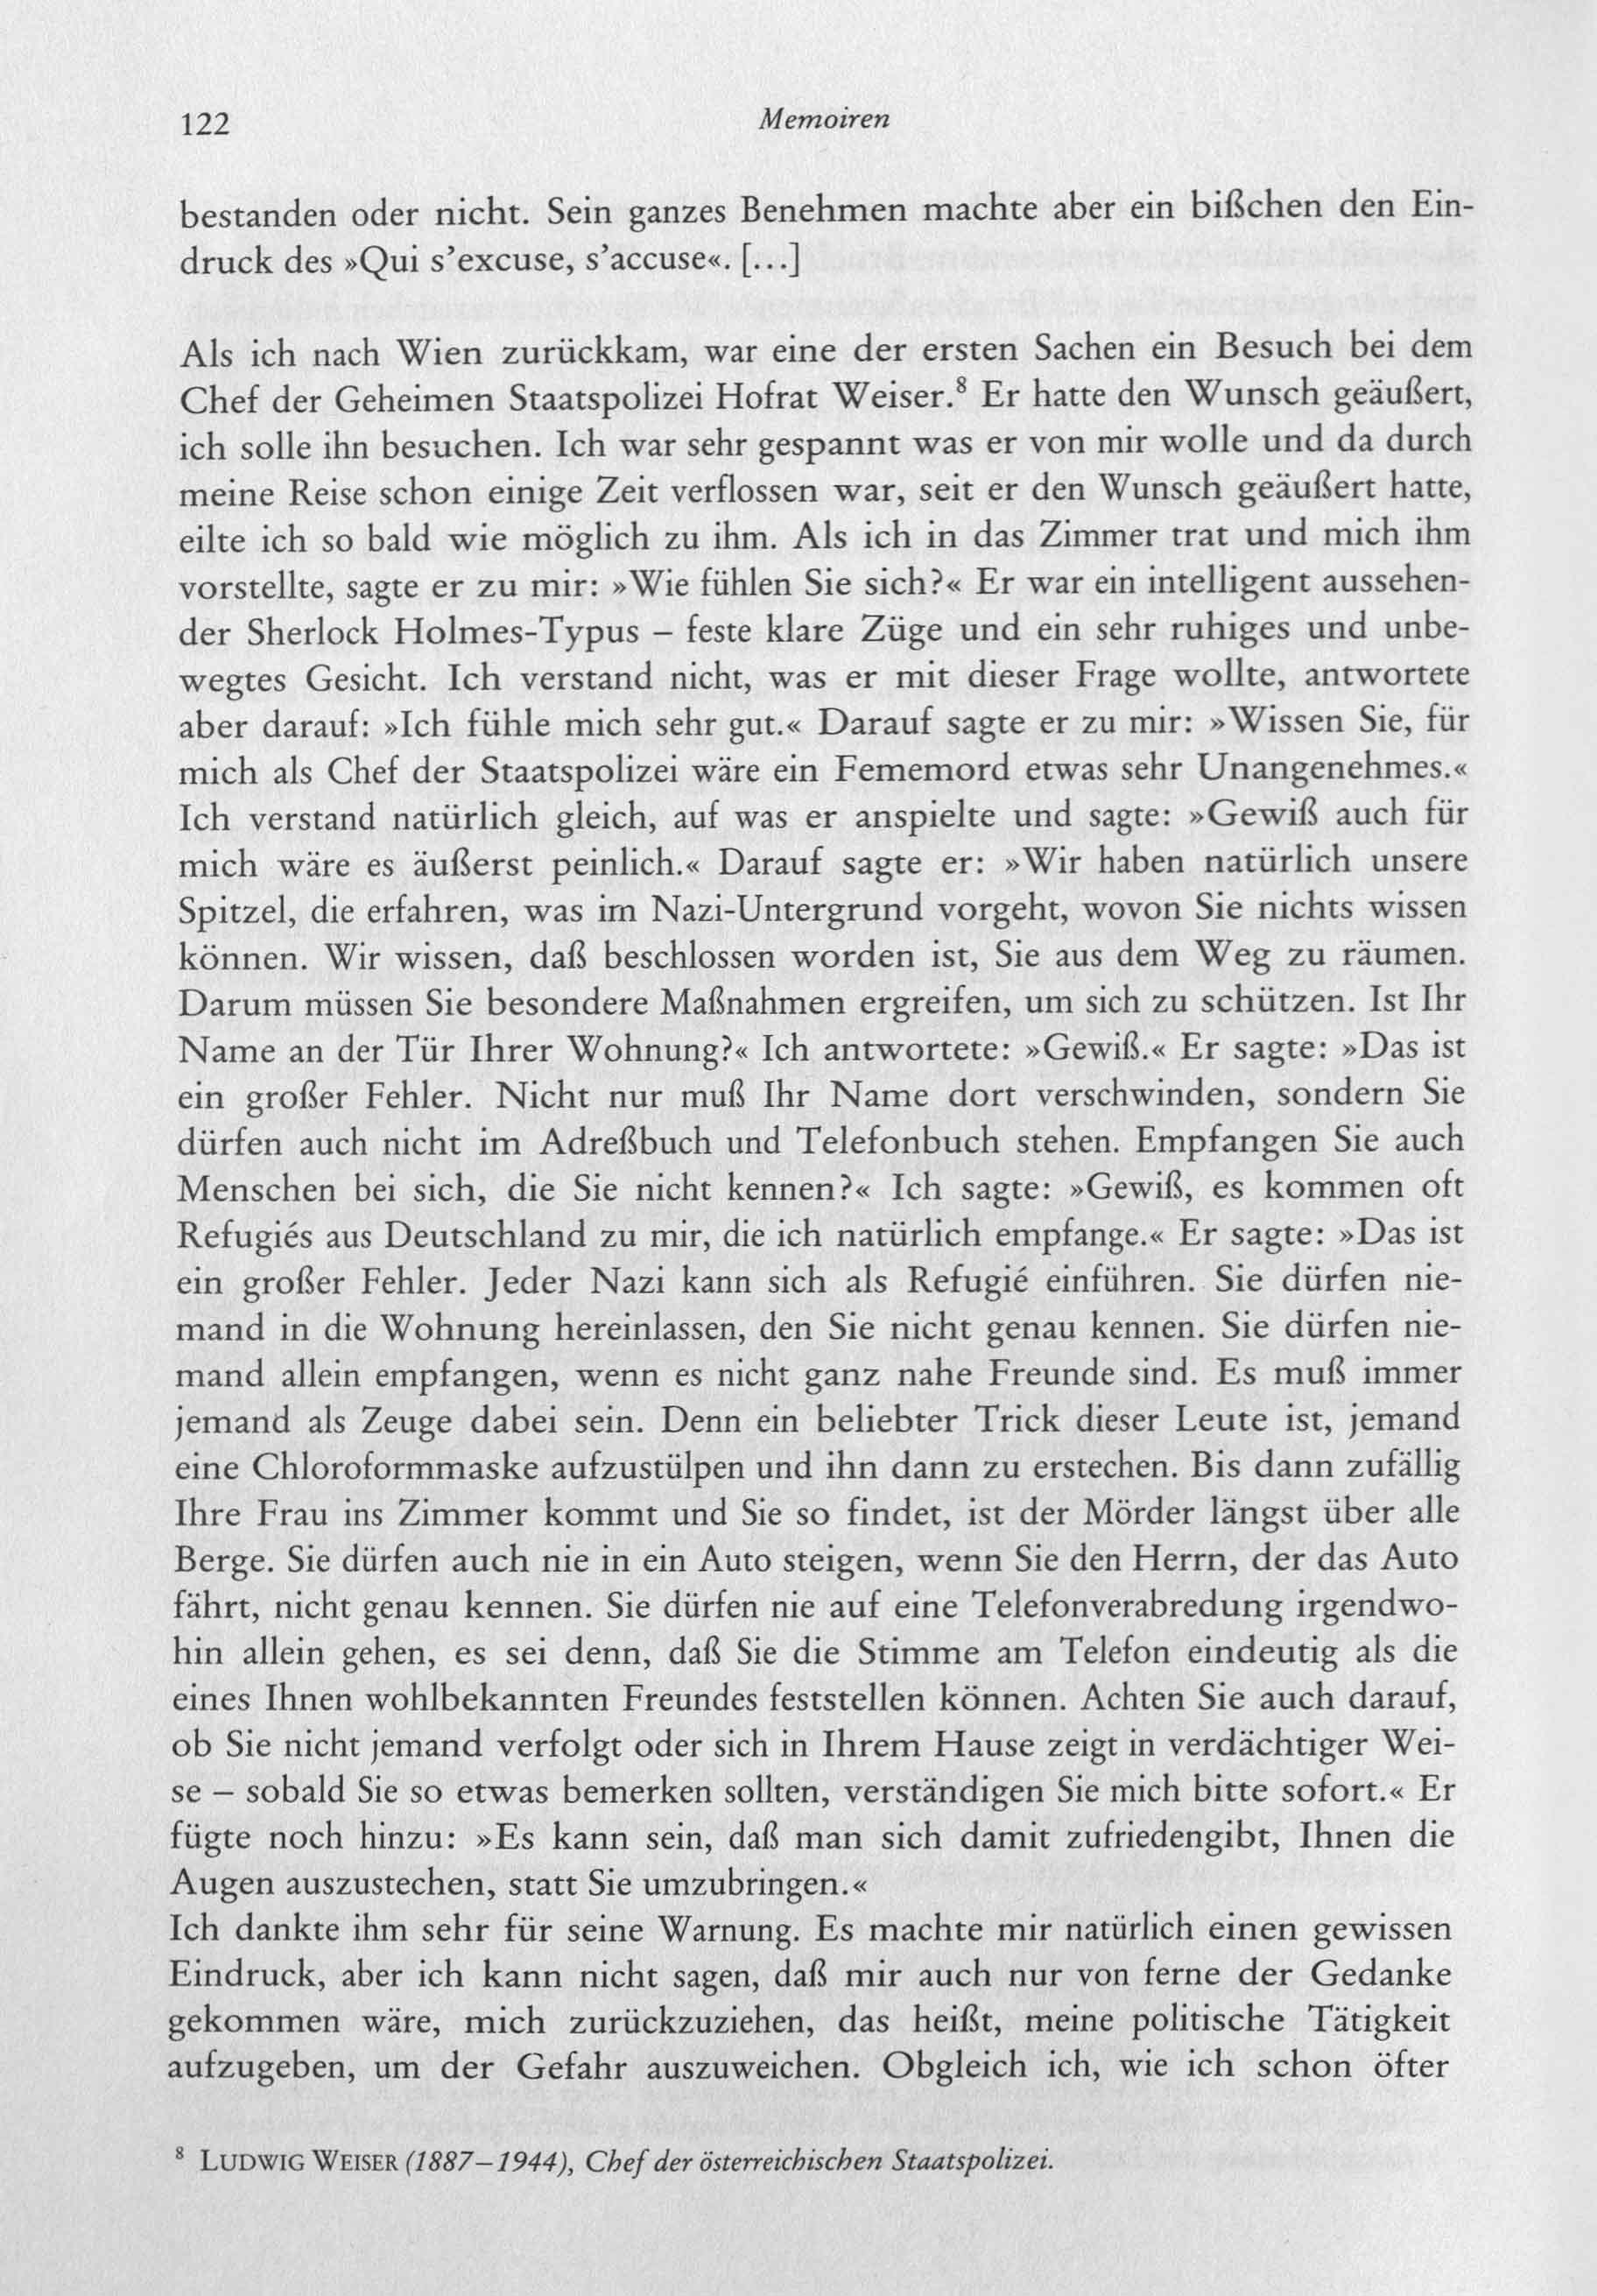 122
Memoiren
bestanden oder nicht. Sein ganzes Benehmen machte aber ein bißchen den Ein-
druck des »Qui s’excuse, s’accuse«. [...]
Als ich nach Wien zurückkam, war eine der ersten Sachen ein Besuch bei dem
Chef der Geheimen Staatspolizei Hofrat Weiser.⁸ Er hatte den Wunsch geäußert,
ich solle ihn besuchen. Ich war sehr gespannt was er von mir wolle und da durch
meine Reise schon einige Zeit verflossen war, seit er den Wunsch geäußert hatte,
eilte ich so bald wie möglich zu ihm. Als ich in das Zimmer trat und mich ihm
vorstellte, sagte er zu mir: »Wie fühlen Sie sich?« Er war ein intelligent aussehen-
der Sherlock Holmes-Typus – feste klare Züge und ein sehr ruhiges und unbe-
wegtes Gesicht. Ich verstand nicht, was er mit dieser Frage wollte, antwortete
aber darauf: »Ich fühle mich sehr gut.« Darauf sagte er zu mir: »Wissen Sie, für
mich als Chef der Staatspolizei wäre ein Fememord etwas sehr Unangenehmes.«
Ich verstand natürlich gleich, auf was er anspielte und sagte: »Gewiß auch für
mich wäre es äußerst peinlich.« Darauf sagte er: »Wir haben natürlich unsere
Spitzel, die erfahren, was im Nazi-Untergrund vorgeht, wovon Sie nichts wissen
können. Wir wissen, daß beschlossen worden ist, Sie aus dem Weg zu räumen.
Darum müssen Sie besondere Maßnahmen ergreifen, um sich zu schützen. Ist Ihr
Name an der Tür Ihrer Wohnung?« Ich antwortete: »Gewiß.« Er sagte: »Das ist
ein großer Fehler. Nicht nur muß Ihr Name dort verschwinden, sondern Sie
dürfen auch nicht im Adreßbuch und Telefonbuch stehen. Empfangen Sie auch
Menschen bei sich, die Sie nicht kennen?« Ich sagte: »Gewiß, es kommen oft
Refugiés aus Deutschland zu mir, die ich natürlich empfange.« Er sagte: »Das ist
ein großer Fehler. Jeder Nazi kann sich als Refugié einführen. Sie dürfen nie-
mand in die Wohnung hereinlassen, den Sie nicht genau kennen. Sie dürfen nie-
mand allein empfangen, wenn es nicht ganz nahe Freunde sind. Es muß immer
jemand als Zeuge dabei sein. Denn ein beliebter Trick dieser Leute ist, jemand
eine Chloroformmaske aufzustülpen und ihn dann zu erstechen. Bis dann zufällig
Ihre Frau ins Zimmer kommt und Sie so findet, ist der Mörder längst über alle
Berge. Sie dürfen auch nie in ein Auto steigen, wenn Sie den Herrn, der das Auto
fährt, nicht genau kennen. Sie dürfen nie auf eine Telefonverabredung irgendwo-
hin allein gehen, es sei denn, daß Sie die Stimme am Telefon eindeutig als die
eines Ihnen wohlbekannten Freundes feststellen können. Achten Sie auch darauf,
ob Sie nicht jemand verfolgt oder sich in Ihrem Hause zeigt in verdächtiger Wei-
se – sobald Sie so etwas bemerken sollten, verständigen Sie mich bitte sofort.« Er
fügte noch hinzu: »Es kann sein, daß man sich damit zufriedengibt, Ihnen die
Augen auszustechen, statt Sie umzubringen.«
Ich dankte ihm sehr für seine Warnung. Es machte mir natürlich einen gewissen
Eindruck, aber ich kann nicht sagen, daß mir auch nur von ferne der Gedanke
gekommen wäre, mich zurückzuziehen, das heißt, meine politische Tätigkeit
aufzugeben, um der Gefahr auszuweichen. Obgleich ich, wie ich schon öfter
⁸ LUDWIG WEISER (1887–1944), Chef der österreichischen Staatspolizei.